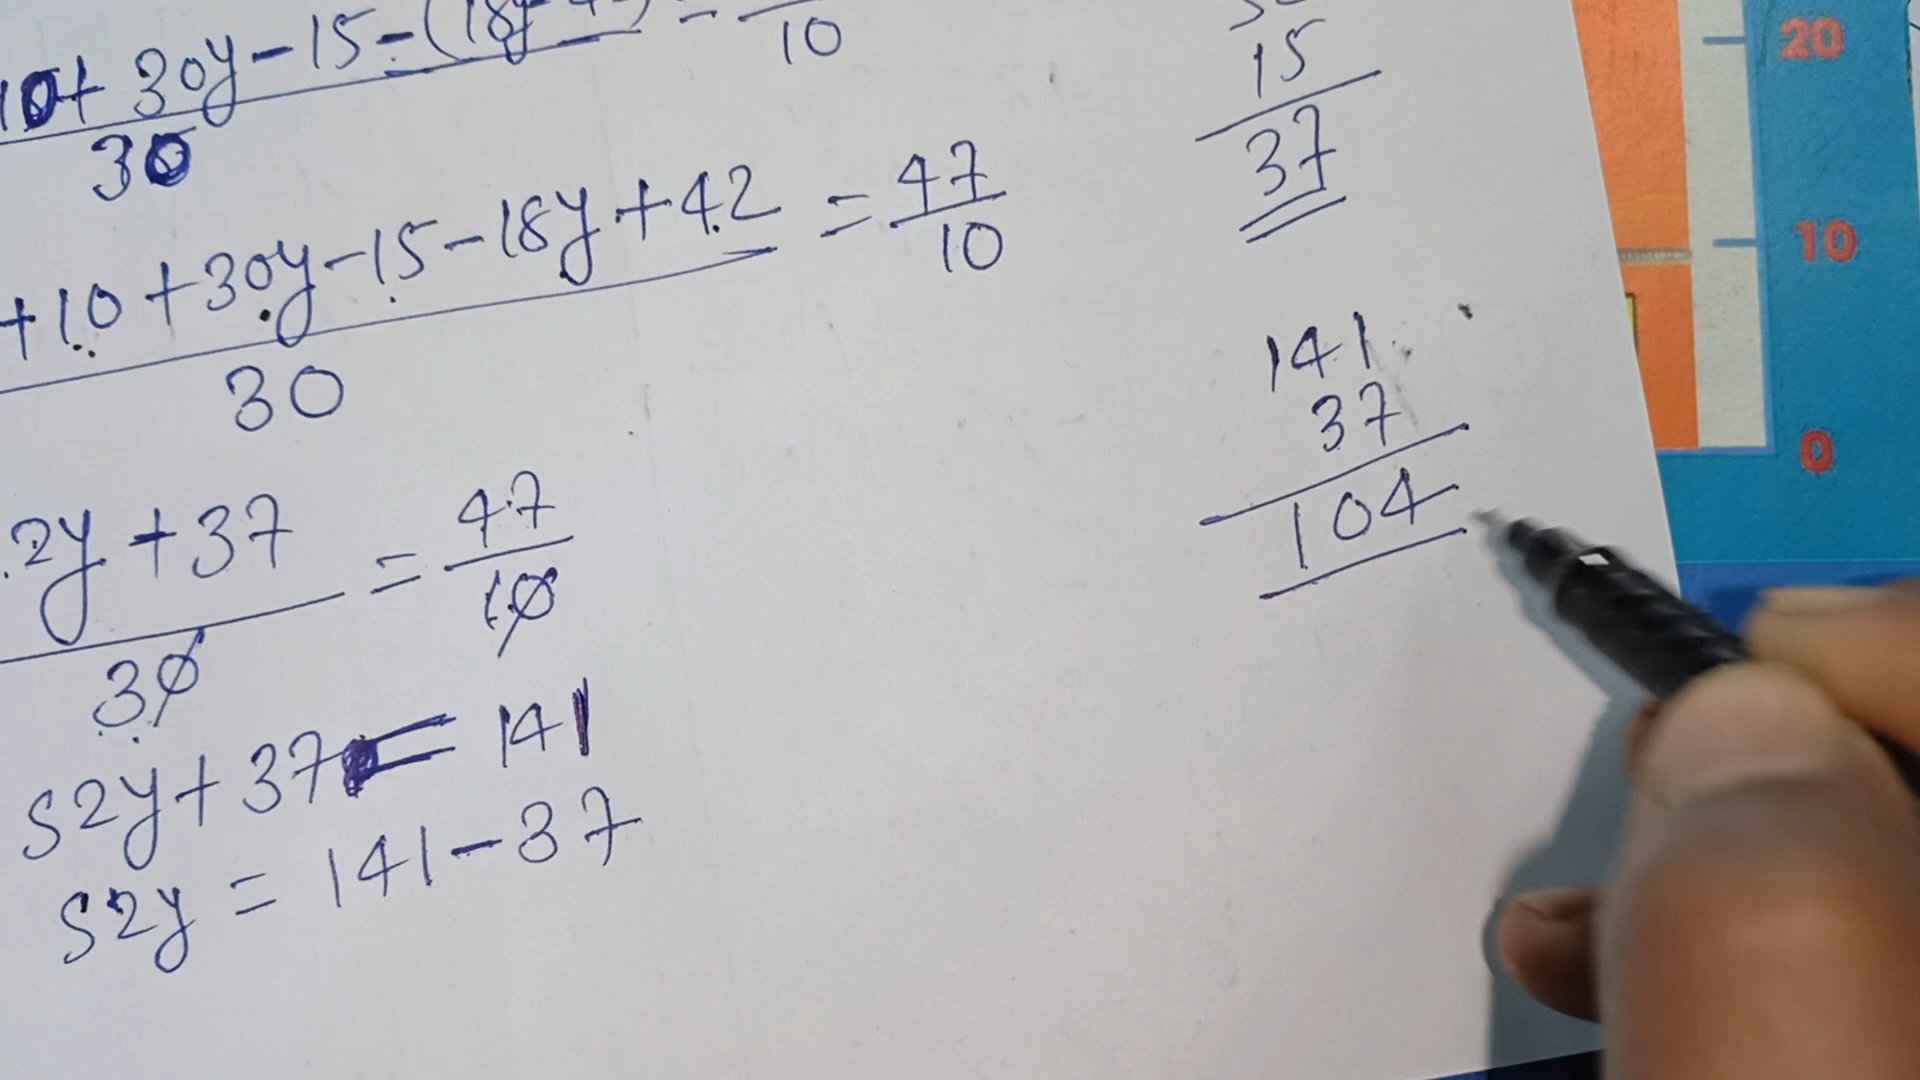 10+ 30y - 15 - (18y
30
10
+10 + 30y - 15 - 18y + 42 = 47/10
30
2y + 37 = 47/10
30
52y + 37 = 141
52y = 141 - 37
15
37
141
37
104
20
10
0